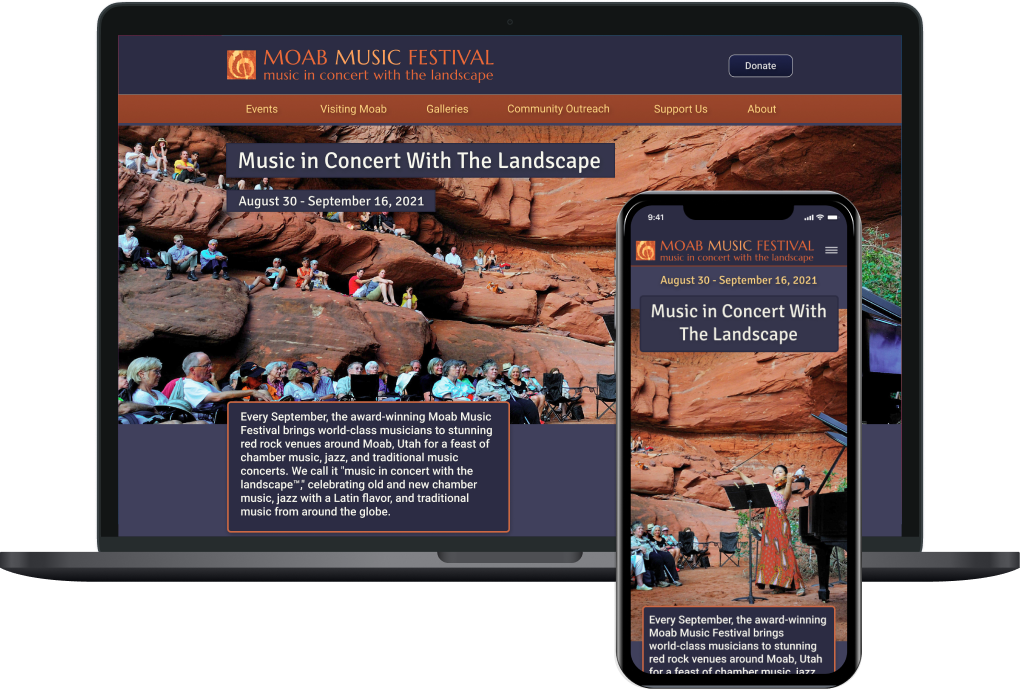 MOAB MUSIC FESTIVAL
music in concert with the landscape
Donate
Events Visiting Moab Galleries Community Outreach Support Us About
Music in Concert With The Landscape
August 30 - September 16, 2021
Every September, the award-winning Moab Music
Festival brings world-class musicians to stunning
red rock venues around Moab, Utah for a feast of
chamber music, jazz, and traditional music
concerts. We call it "music in concert with the
landscape™," celebrating old and new chamber
music, jazz with a Latin flavor, and traditional
music from around the globe.
9:41
MOAB MUSIC FESTIVAL
music in concert with the landscape
August 30 - September 16, 2021
Music in Concert With
The Landscape
Every September, the award-winning
Moab Music Festival brings
world-class musicians to stunning
red rock venues around Moab, Utah
for a feast of chamber music, jazz,